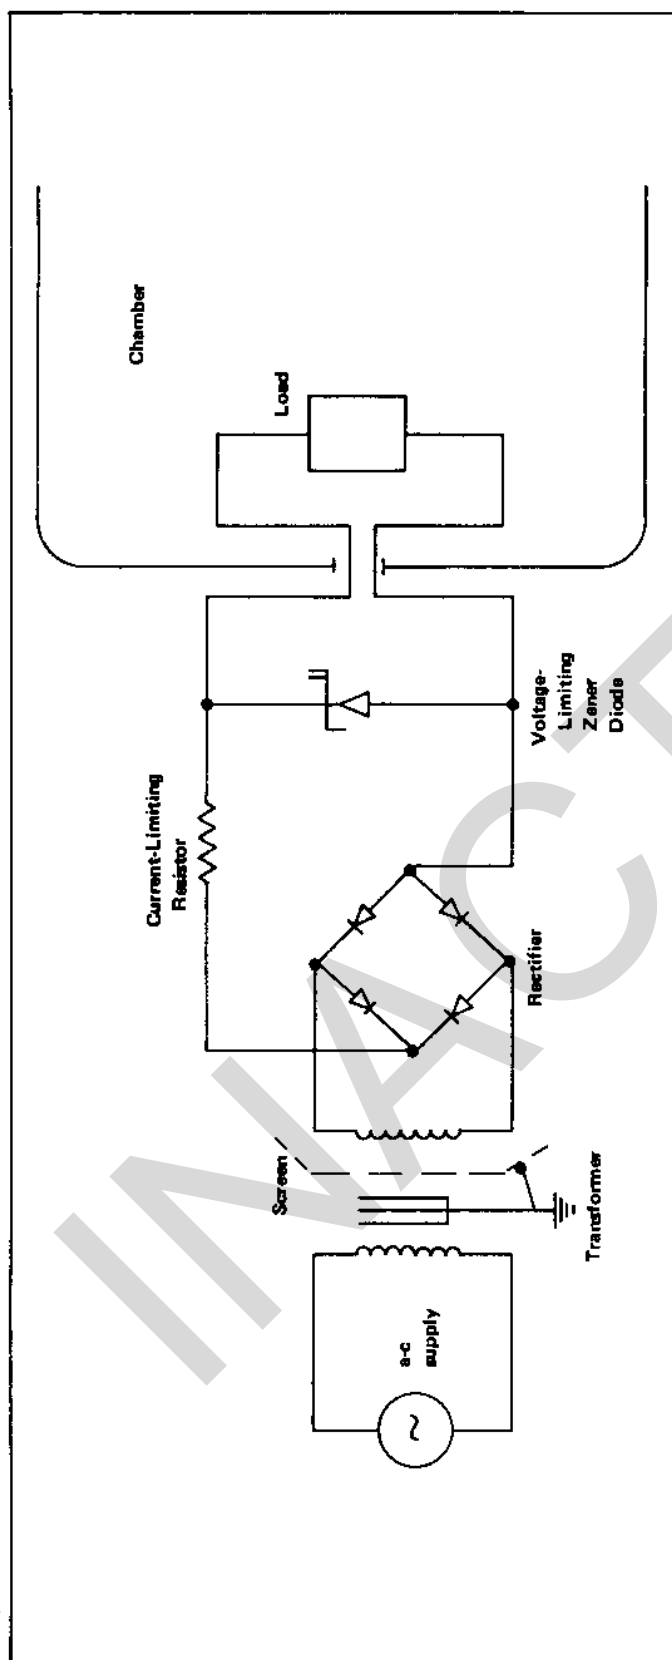 Chamber
Load
Current-Limiting
Resistor
Voltage-
Limiting
Zener
Diode
Rectifier
Screen
Transformer
a-c
supply
INACT